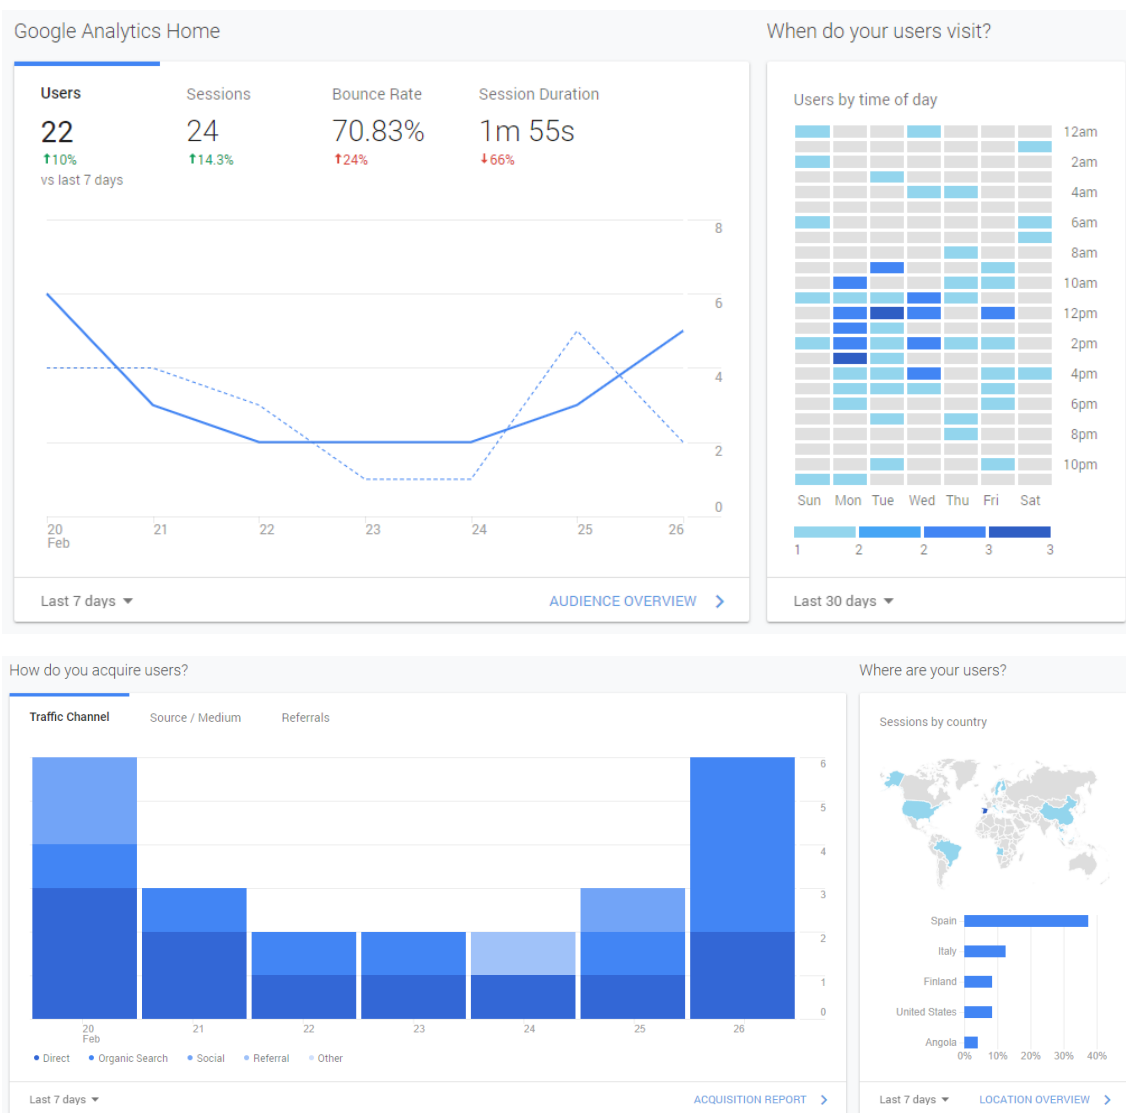 Google Analytics Home
When do your users visit?
Users
Sessions
Bounce Rate
Session Duration
22
24
70.83%
1m 55s
↑10%
↑14.3%
↑24%
↓66%
vs last 7 days
8
6
4
2
0
20
Feb
21
22
23
24
25
26
Last 7 days
AUDIENCE OVERVIEW
Users by time of day
12am
2am
4am
6am
8am
10am
12pm
2pm
4pm
6pm
8pm
10pm
Sun Mon Tue Wed Thu Fri Sat
1 2 2 3 3
Last 30 days
How do you acquire users?
Where are your users?
Traffic Channel
Source / Medium
Referrals
6
5
4
3
2
1
0
20
Feb
21
22
23
24
25
26
Direct
Organic Search
Social
Referral
Other
Last 7 days
ACQUISITION REPORT
Sessions by country
Spain
Italy
Finland
United States
Angola
0% 10% 20% 30% 40%
Last 7 days
LOCATION OVERVIEW